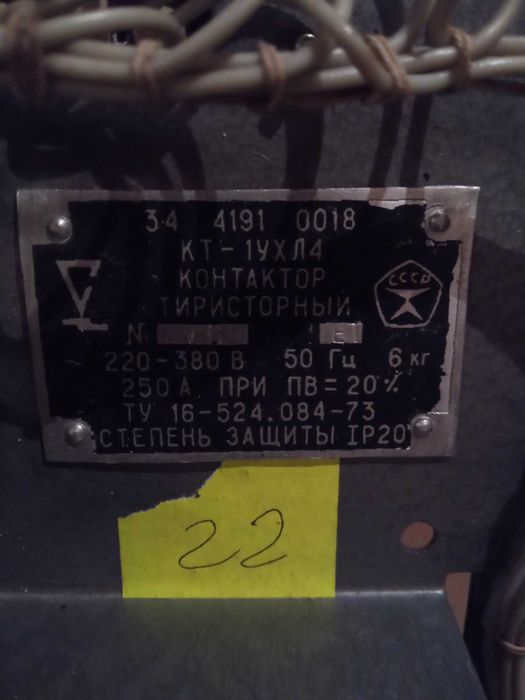 34 4191 0018
КТ-1УХЛ4
КОНТАКТОР
ТИРИСТОРНЫЙ
СССР
N
~ 220-380 В 50 Гц 6 кг
250 А ПРИ ПВ = 20 %
ТУ 16-524.084-73
СТЕПЕНЬ ЗАЩИТЫ IP20
22